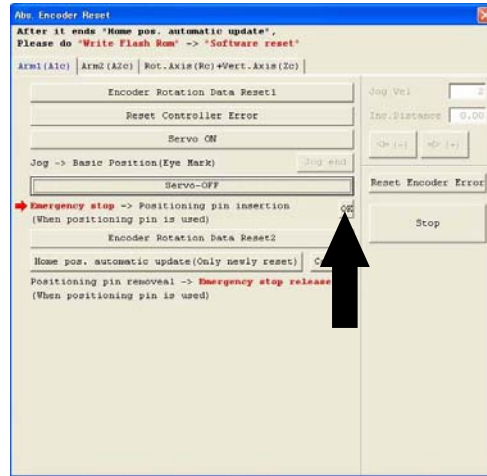 Abs. Encoder Reset
After it ends "Home pos. automatic update",
Please do "Write Flash Rom" -> "Software reset"
Arm1(A1c) Arm2(A2c) Rot.Axis(Rc)+Vert.Axis(Zc)
Encoder Rotation Data Reset1
Reset Controller Error
Servo ON
Jog -> Basic Position(Eye Mark) Jog end
Servo-OFF
Emergency stop -> Positioning pin insertion OK
(When positioning pin is used)
Encoder Rotation Data Reset2
Home pos. automatic update(Only newly reset)
Positioning pin removeal -> Emergency stop release
(When positioning pin is used)
Jog Vel 2
Inc.Distance 0.00
<= (-) => (+)
Reset Encoder Error
Stop